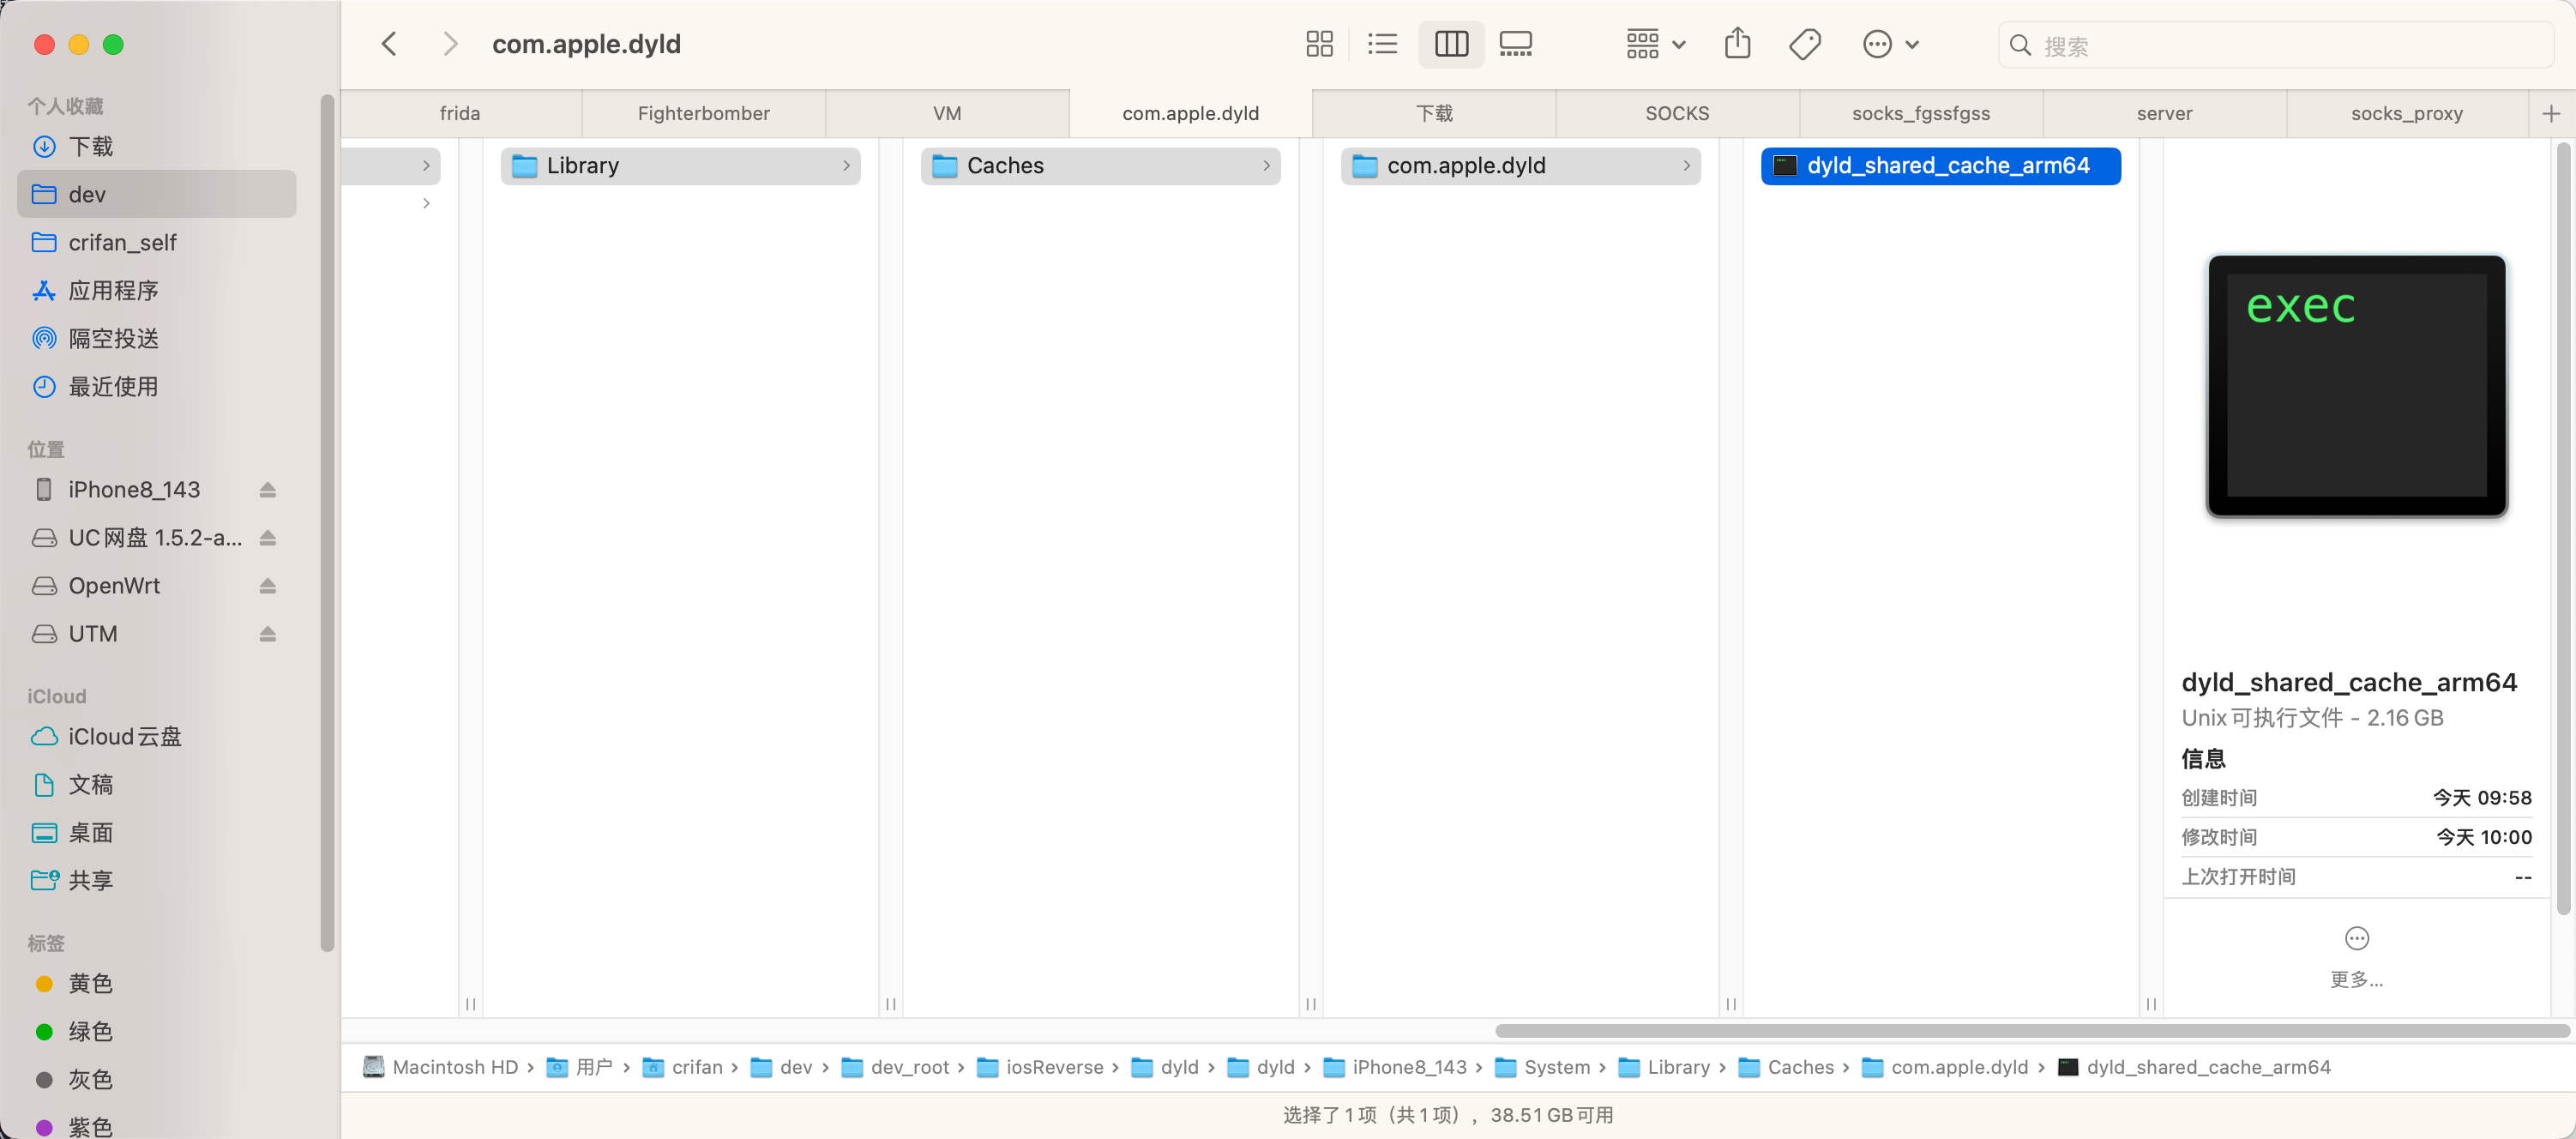 com.apple.dyld
搜索
frida
Fighterbomber
VM
com.apple.dyld
下载
SOCKS
socks_fgssfgss
server
socks_proxy
个人收藏
下载
dev
crifan_self
应用程序
隔空投送
最近使用
位置
iPhone8_143
UC网盘 1.5.2-a...
OpenWrt
UTM
iCloud
iCloud云盘
文稿
桌面
共享
标签
黄色
绿色
灰色
紫色
Library
Caches
com.apple.dyld
dyld_shared_cache_arm64
exec
dyld_shared_cache_arm64
Unix可执行文件 - 2.16 GB
信息
创建时间 今天 09:58
修改时间 今天 10:00
上次打开时间 --
更多...
Macintosh HD › 用户 › crifan › dev › dev_root › iosReverse › dyld › dyld › iPhone8_143 › System › Library › Caches › com.apple.dyld › dyld_shared_cache_arm64
选择了1项（共1项），38.51 GB可用